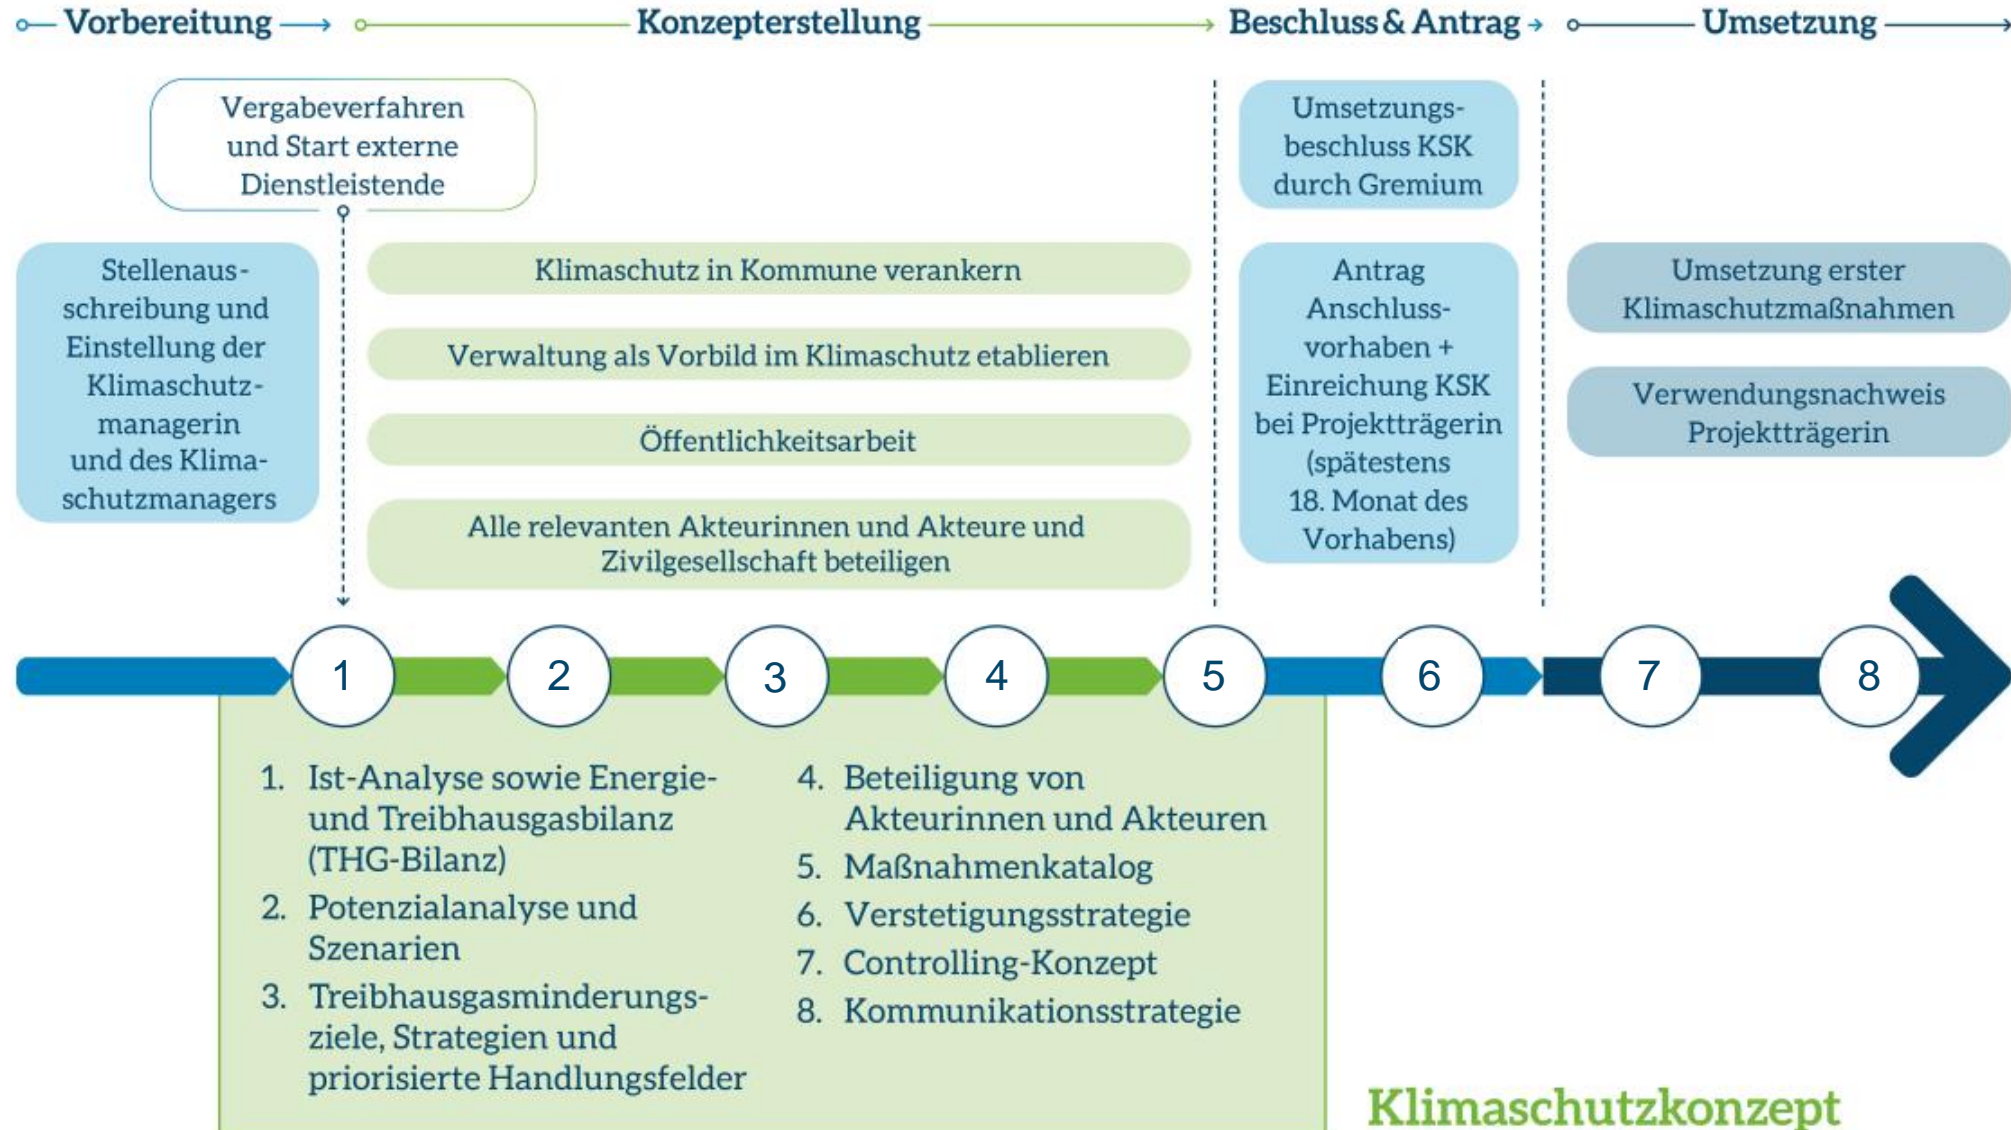 Vorbereitung
Konzepterstellung
Beschluss & Antrag
Umsetzung
Vergabeverfahren
und Start externe
Dienstleistende
Stellenaus-
schreibung und
Einstellung der
Klimaschutz-
managerin
und des Klima-
schutzmanagers
Klimaschutz in Kommune verankern
Verwaltung als Vorbild im Klimaschutz etablieren
Öffentlichkeitsarbeit
Alle relevanten Akteurinnen und Akteure und
Zivilgesellschaft beteiligen
Umsetzungs-
beschluss KSK
durch Gremium
Antrag
Anschluss-
vorhaben +
Einreichung KSK
bei Projektträgerin
(spätestens
18. Monat des
Vorhabens)
Umsetzung erster
Klimaschutzmaßnahmen
Verwendungsnachweis
Projektträgerin
1
2
3
4
5
6
7
8
1. Ist-Analyse sowie Energie-
und Treibhausgasbilanz
(THG-Bilanz)
2. Potenzialanalyse und
Szenarien
3. Treibhausgasminderungs-
ziele, Strategien und
priorisierte Handlungsfelder
4. Beteiligung von
Akteurinnen und Akteuren
5. Maßnahmenkatalog
6. Verstetigungsstrategie
7. Controlling-Konzept
8. Kommunikationsstrategie
Klimaschutzkonzept